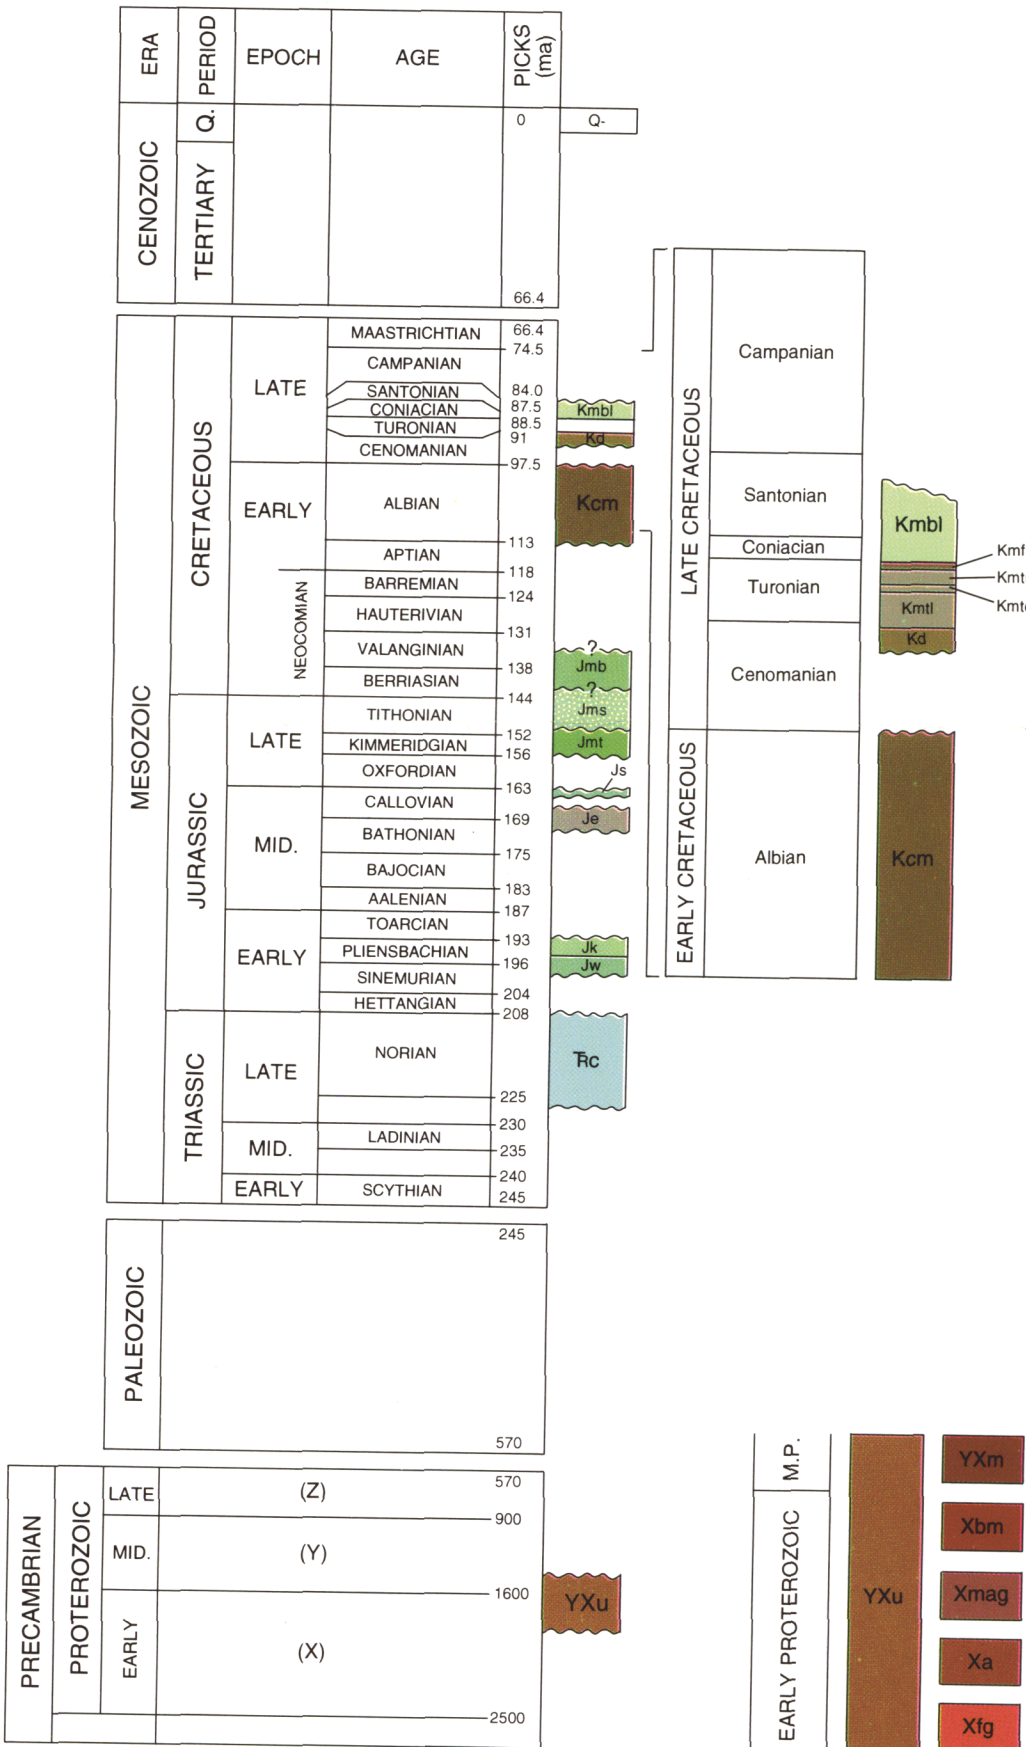 ERA
PERIOD
EPOCH
AGE
PICKS
(ma)
CENOZOIC
Q.
TERTIARY
0
Q-
66.4
MESOZOIC
CRETACEOUS
LATE
MAASTRICHTIAN
66.4
74.5
CAMPANIAN
84.0
SANTONIAN
87.5
CONIACIAN
88.5
TURONIAN
91
CENOMANIAN
97.5
Kmbl
Kd
EARLY
ALBIAN
Kcm
113
APTIAN
118
NEOCOMIAN
BARREMIAN
124
HAUTERIVIAN
131
VALANGINIAN
138
BERRIASIAN
144
?
Jmb
?
Jms
JURASSIC
LATE
TITHONIAN
152
KIMMERIDGIAN
156
Jmt
OXFORDIAN
163
Js
MID.
CALLOVIAN
169
Je
BATHONIAN
175
BAJOCIAN
183
AALENIAN
187
EARLY
TOARCIAN
193
PLIENSBACHIAN
196
Jk
Jw
SINEMURIAN
204
HETTANGIAN
208
TRIASSIC
LATE
NORIAN
TRc
225
230
MID.
LADINIAN
235
240
EARLY
SCYTHIAN
245
PALEOZOIC
245
570
PRECAMBRIAN
PROTEROZOIC
LATE
(Z)
570
900
MID.
(Y)
1600
YXu
EARLY
(X)
2500
LATE CRETACEOUS
Campanian
Santonian
Kmbl
Coniacian
Kmf
Turonian
Kmt
Kmtl
Kd
Cenomanian
EARLY CRETACEOUS
Albian
Kcm
M.P.
EARLY PROTEROZOIC
YXu
YXm
Xbm
Xmag
Xa
Xfg